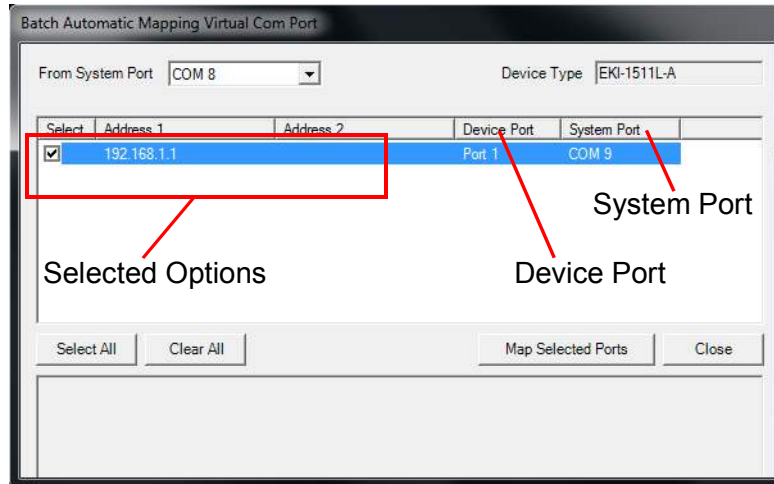 Batch Automatic Mapping Virtual Com Port
From System Port COM 8 Device Type EKI-1511L-A
Select Address 1 Address 2 Device Port System Port
192.168.1.1 Port 1 COM 9
System Port
Selected Options Device Port
Select All Clear All Map Selected Ports Close